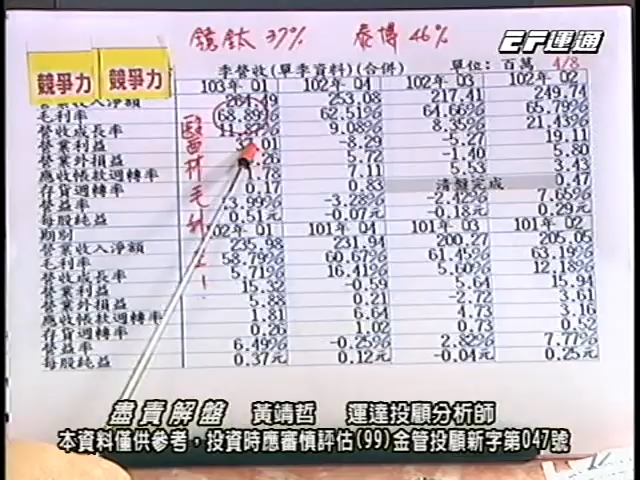 鏡鈦 37% 泰博 46%
EF運通
競爭力 競爭力
季營收(單季資料)(合併) 單位: 百萬 4/8
103年 01 102年 04 102年 03 102年 02
營業收入淨額 264.49 253.08 217.41 249.74
毛利率 68.89% 62.51% 64.66% 65.79%
營收成長率 11.27% 9.08% 8.35% 21.43%
營業利益 37.01 -8.29 -5.27 19.11
營業外損益 5.72 -1.40 5.80
應收帳款週轉率 1.78 7.11 5.53 3.43
存貨週轉率 0.17 0.83 清盤完成 0.47
營益率 3.99% -3.28% -2.42% 7.65%
每股純益 0.51元 -0.07元 -0.18元 0.29元
期別 102年 01 101年 04 101年 03 101年 02
營業收入淨額 235.98 231.94 200.27 205.05
毛利率 58.79% 60.67% 61.45% 63.19%
營收成長率 5.71% 16.41% 5.60% 12.18%
營業利益 15.32 -0.59 5.64 15.94
營業外損益 5.88 0.21 -2.72 3.61
應收帳款週轉率 1.81 6.64 4.73 3.16
存貨週轉率 0.26 1.02 0.73 0.52
營益率 6.49% -0.25% 2.82% 7.77%
每股純益 0.37元 0.12元 -0.04元 0.25元
醫材毛利
盡責解盤 黃靖哲 運達投顧分析師
本資料僅供參考，投資時應審慎評估(99)金管投顧新字第047號